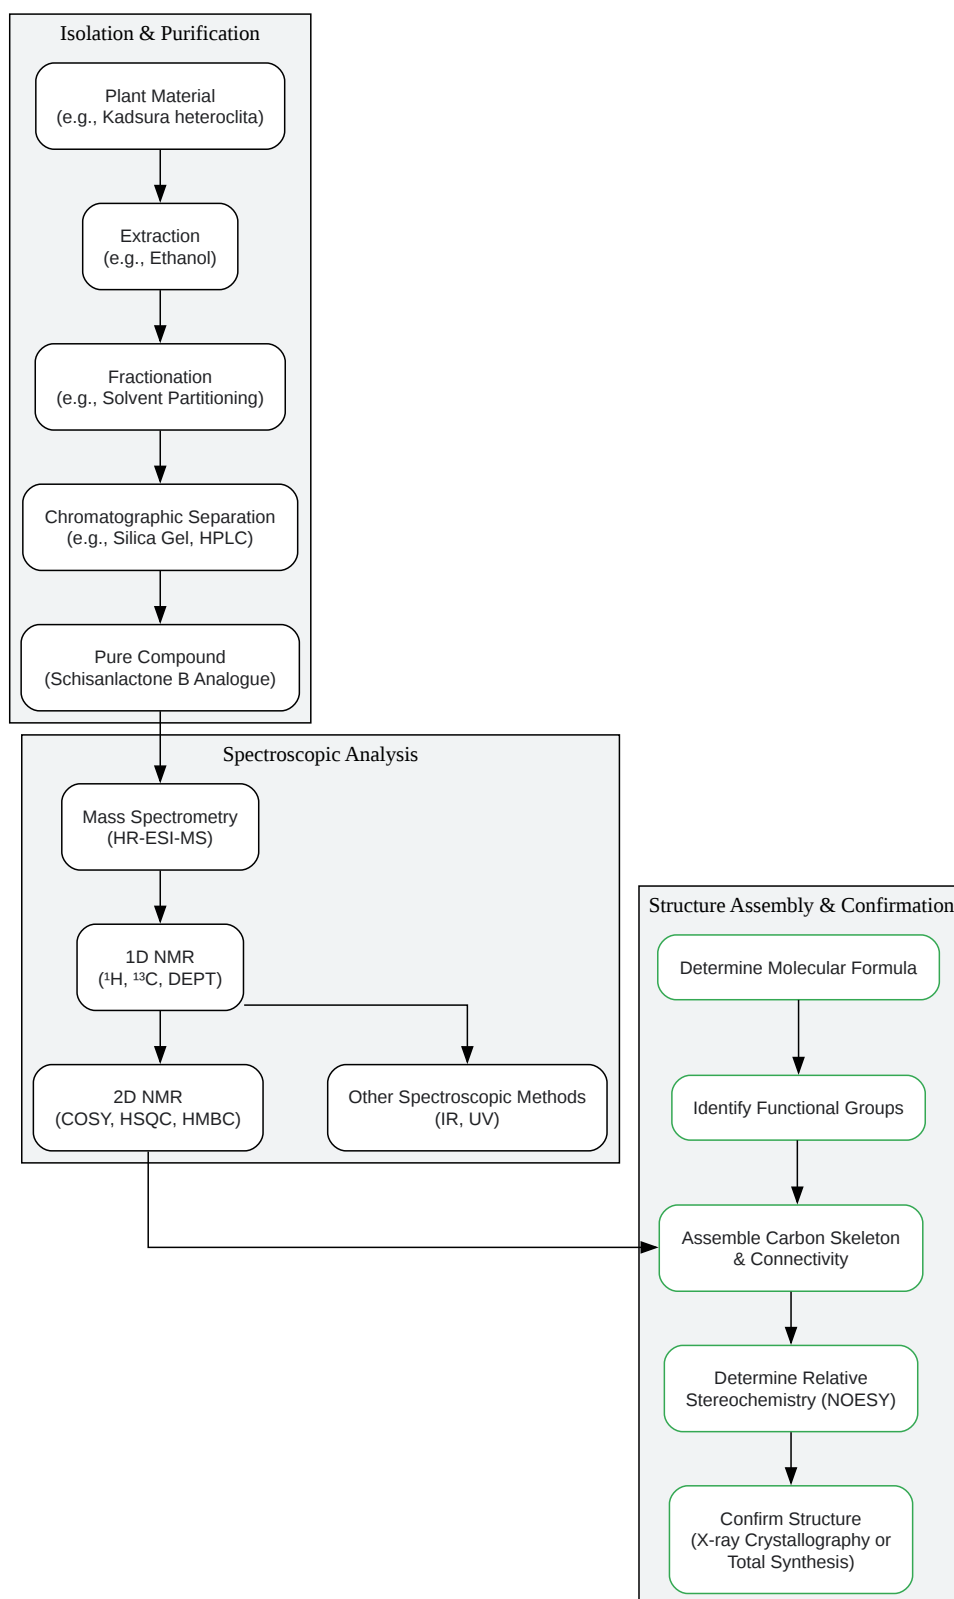 Isolation & Purification
Plant Material
(e.g., Kadsura heteroclita)
Extraction
(e.g., Ethanol)
Fractionation
(e.g., Solvent Partitioning)
Chromatographic Separation
(e.g., Silica Gel, HPLC)
Pure Compound
(Schisanlactone B Analogue)
Spectroscopic Analysis
Mass Spectrometry
(HR-ESI-MS)
1D NMR
(¹H, ¹³C, DEPT)
2D NMR
(COSY, HSQC, HMBC)
Other Spectroscopic Methods
(IR, UV)
Structure Assembly & Confirmation
Determine Molecular Formula
Identify Functional Groups
Assemble Carbon Skeleton
& Connectivity
Determine Relative
Stereochemistry (NOESY)
Confirm Structure
(X-ray Crystallography or
Total Synthesis)